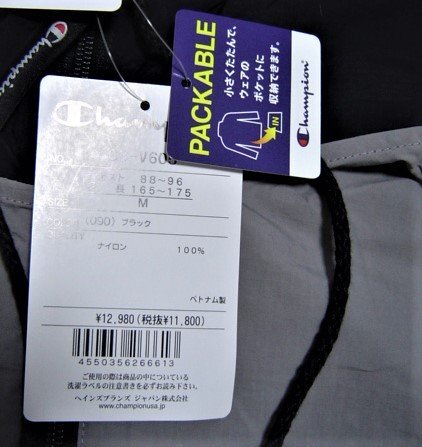 Champion
PACKABLE
小さくたたんで、
ウェアの
ポケットに
収納できます。
IN
Champion
Champion
NO.
88~96
165~175
SIZE M
(090) ブラック
ナイロン 100%
ベトナム製
¥12,980(税抜¥11,800)
4550356266613
ご使用の際は商品の中についている
洗濯ラベルの注意書きを必ずお読み下さい。
ヘインズブランズ ジャパン株式会社
www.championusa.jp